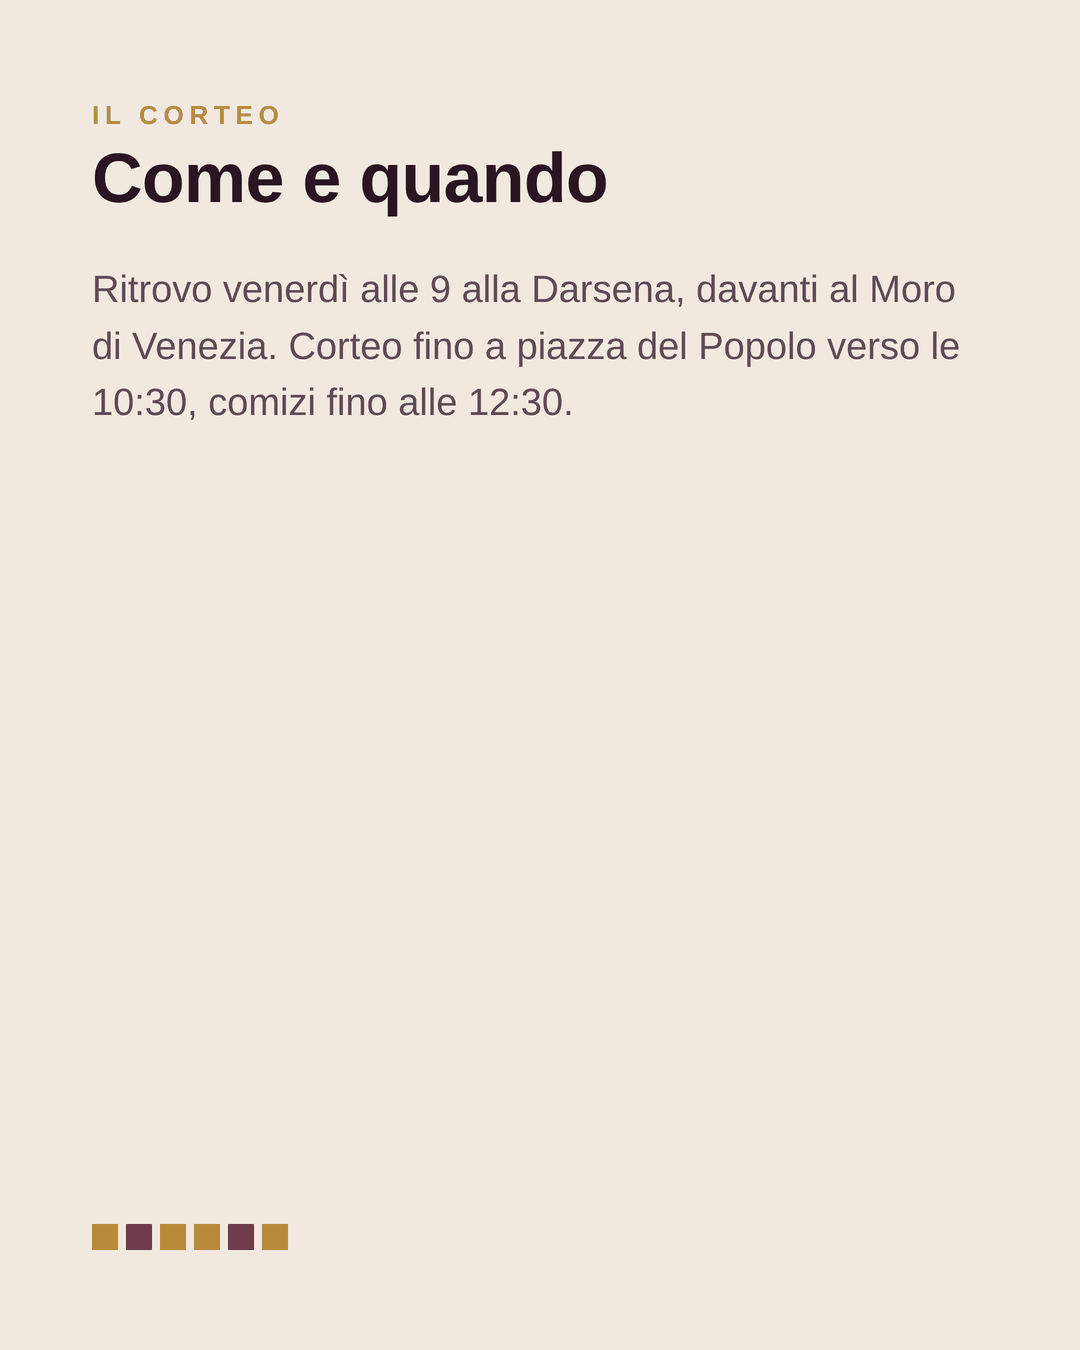 IL CORTEO
Come e quando
Ritrovo venerdì alle 9 alla Darsena, davanti al Moro
di Venezia. Corteo fino a piazza del Popolo verso le
10:30, comizi fino alle 12:30.